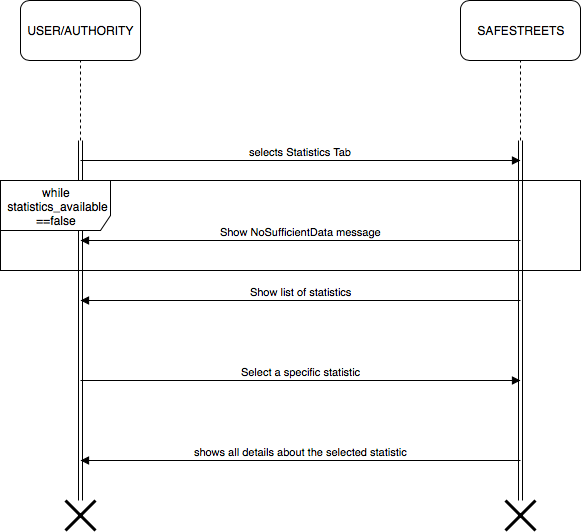 USER/AUTHORITY
SAFESTREETS
selects Statistics Tab
while
statistics_available
==false
Show NoSufficientData message
Show list of statistics
Select a specific statistic
shows all details about the selected statistic